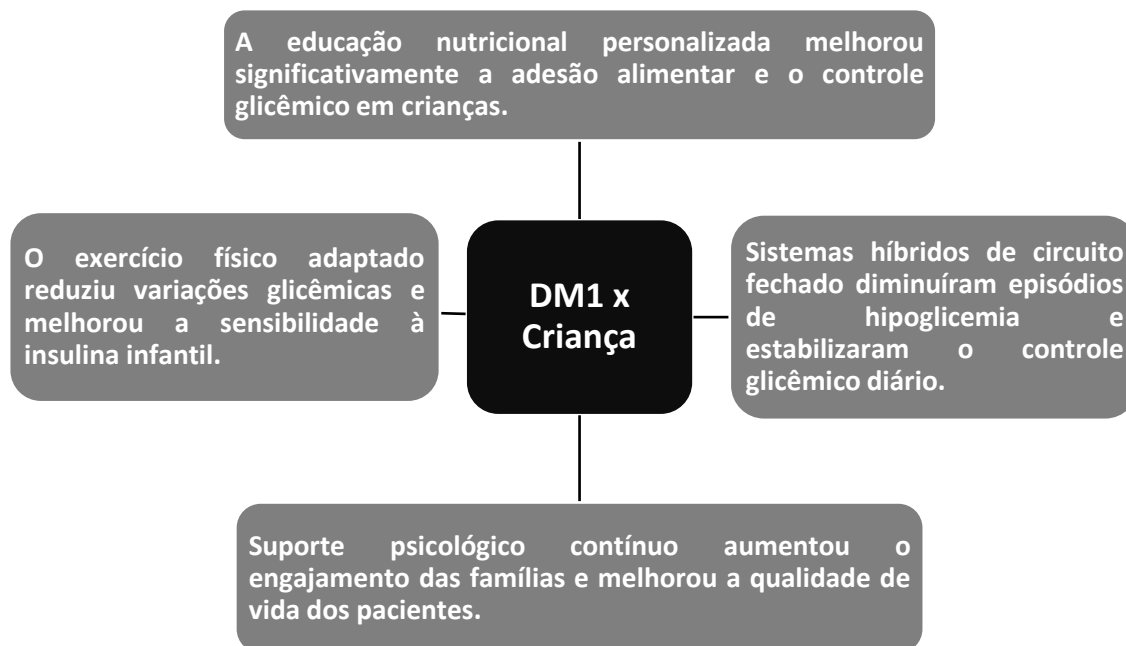 A educação nutricional personalizada melhorou
significativamente a adesão alimentar e o controle
glicêmico em crianças.
O exercício físico adaptado
reduziu variações glicêmicas e
melhorou a sensibilidade à
insulina infantil.
DM1 x
Criança
Sistemas híbridos de circuito
fechado diminuíram episódios
de hipoglicemia e
estabilizaram o controle
glicêmico diário.
Suporte psicológico contínuo aumentou o
engajamento das famílias e melhorou a qualidade de
vida dos pacientes.